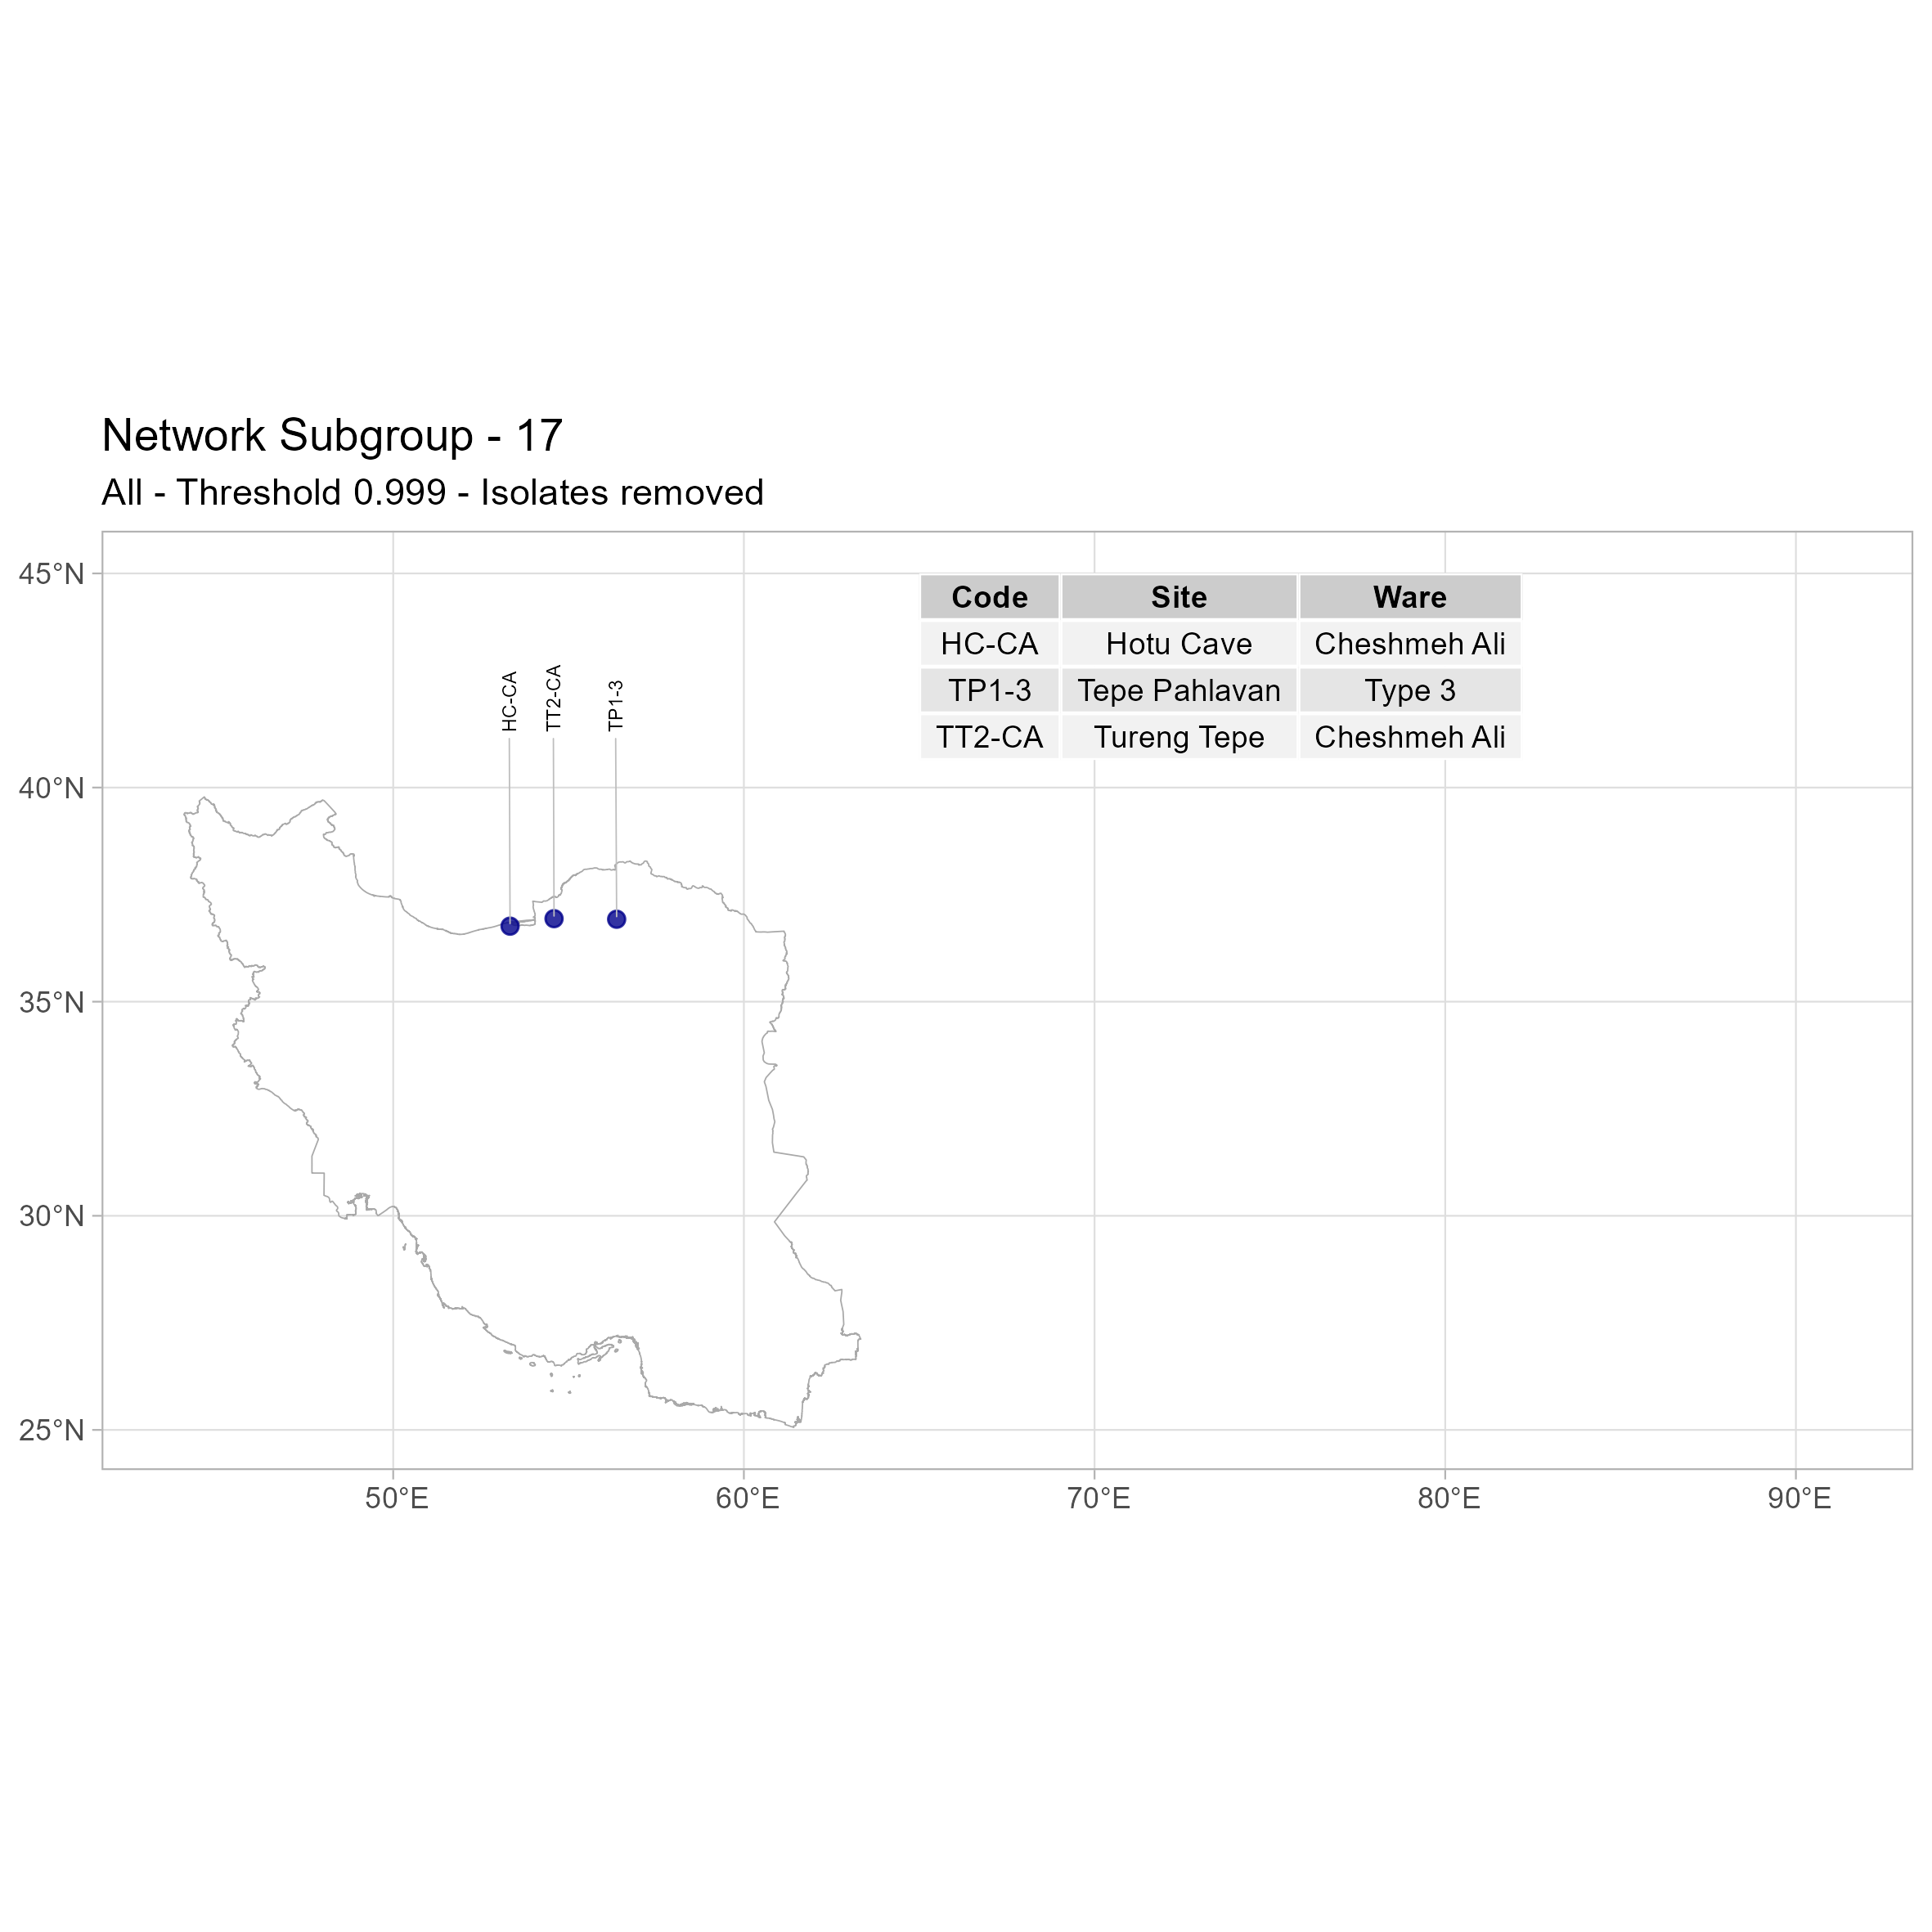 Network Subgroup - 17
All - Threshold 0.999 - Isolates removed
45°N
40°N
35°N
30°N
25°N
HC-CA
TT2-CA
TP1-3
Code Site Ware
HC-CA Hotu Cave Cheshmeh Ali
TP1-3 Tepe Pahlavan Type 3
TT2-CA Tureng Tepe Cheshmeh Ali
50°E 60°E 70°E 80°E 90°E